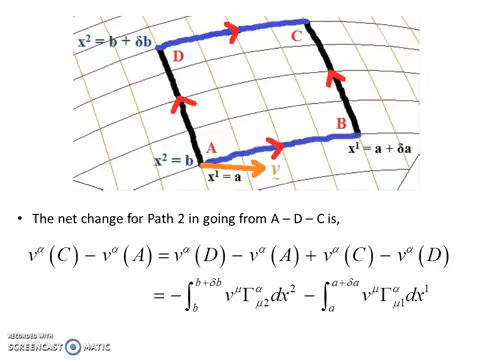 x² = b + δb
C
D
B
A
x² = b
x¹ = a + δa
v
x¹ = a
• The net change for Path 2 in going from A – D – C is,
v^α (C) − v^α (A) = v^α (D) − v^α (A) + v^α (C) − v^α (D)
= −∫_b^{b+δb} v^μ Γ^α_{μ2} dx² − ∫_a^{a+δa} v^μ Γ^α_{μ1} dx¹
RECORDED WITH
SCREENCAST MATIC